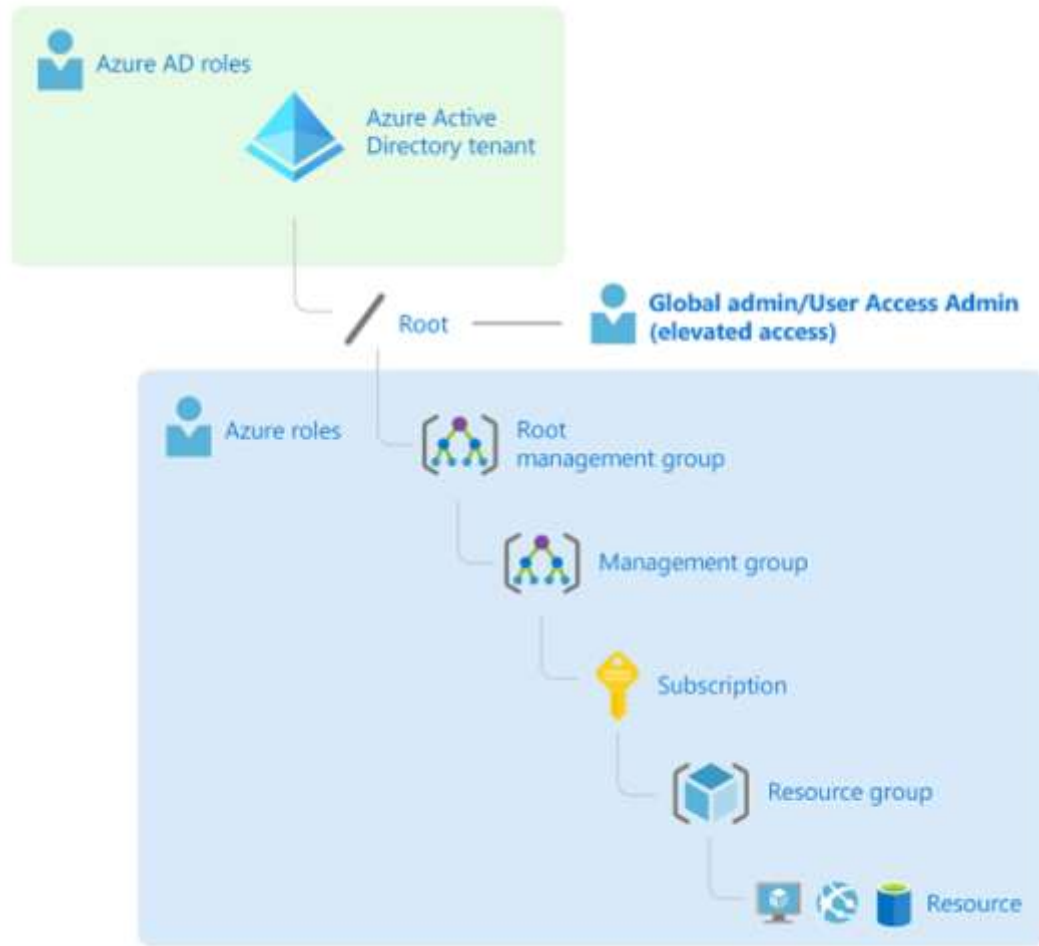 Azure AD roles
Azure Active
Directory tenant
Root
Global admin/User Access Admin
(elevated access)
Azure roles
Root
management group
Management group
Subscription
Resource group
Resource